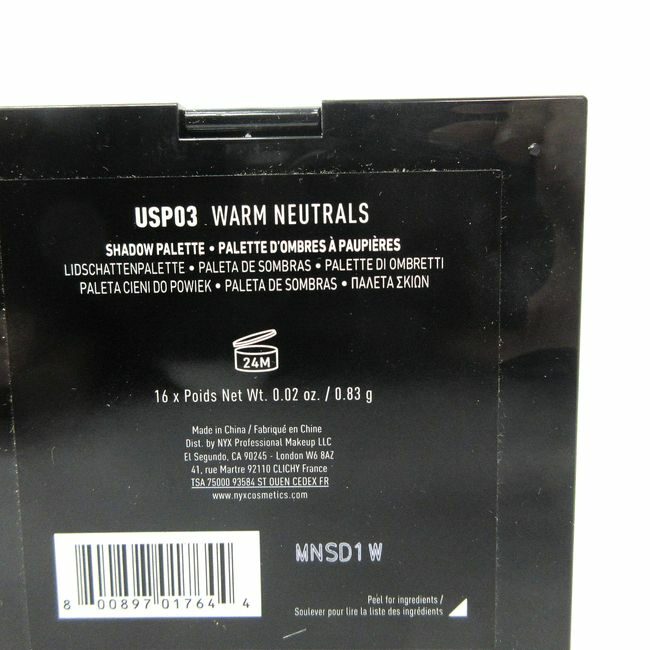 USP03 WARM NEUTRALS
SHADOW PALETTE • PALETTE D'OMBRES À PAUPIÈRES
LIDSCHATTENPALETTE • PALETA DE SOMBRAS • PALETTE DI OMBRETTI
PALETA CIENI DO POWIEK • PALETA DE SOMBRAS • ΠΑΛΕΤΑ ΣΚΙΩΝ
24M
16 x Poids Net Wt. 0.02 oz. / 0.83 g
Made in China / Fabriqué en Chine
Dist. by NYX Professional Makeup LLC
El Segundo, CA 90245 - London W6 8AZ
41, rue Martre 92110 CLICHY France
TSA 75000 93584 ST OUEN CEDEX FR
www.nyxcosmetics.com
MNSD1W
8 00897 01764 4
Peel for ingredients /
Soulever pour lire la liste des ingrédients